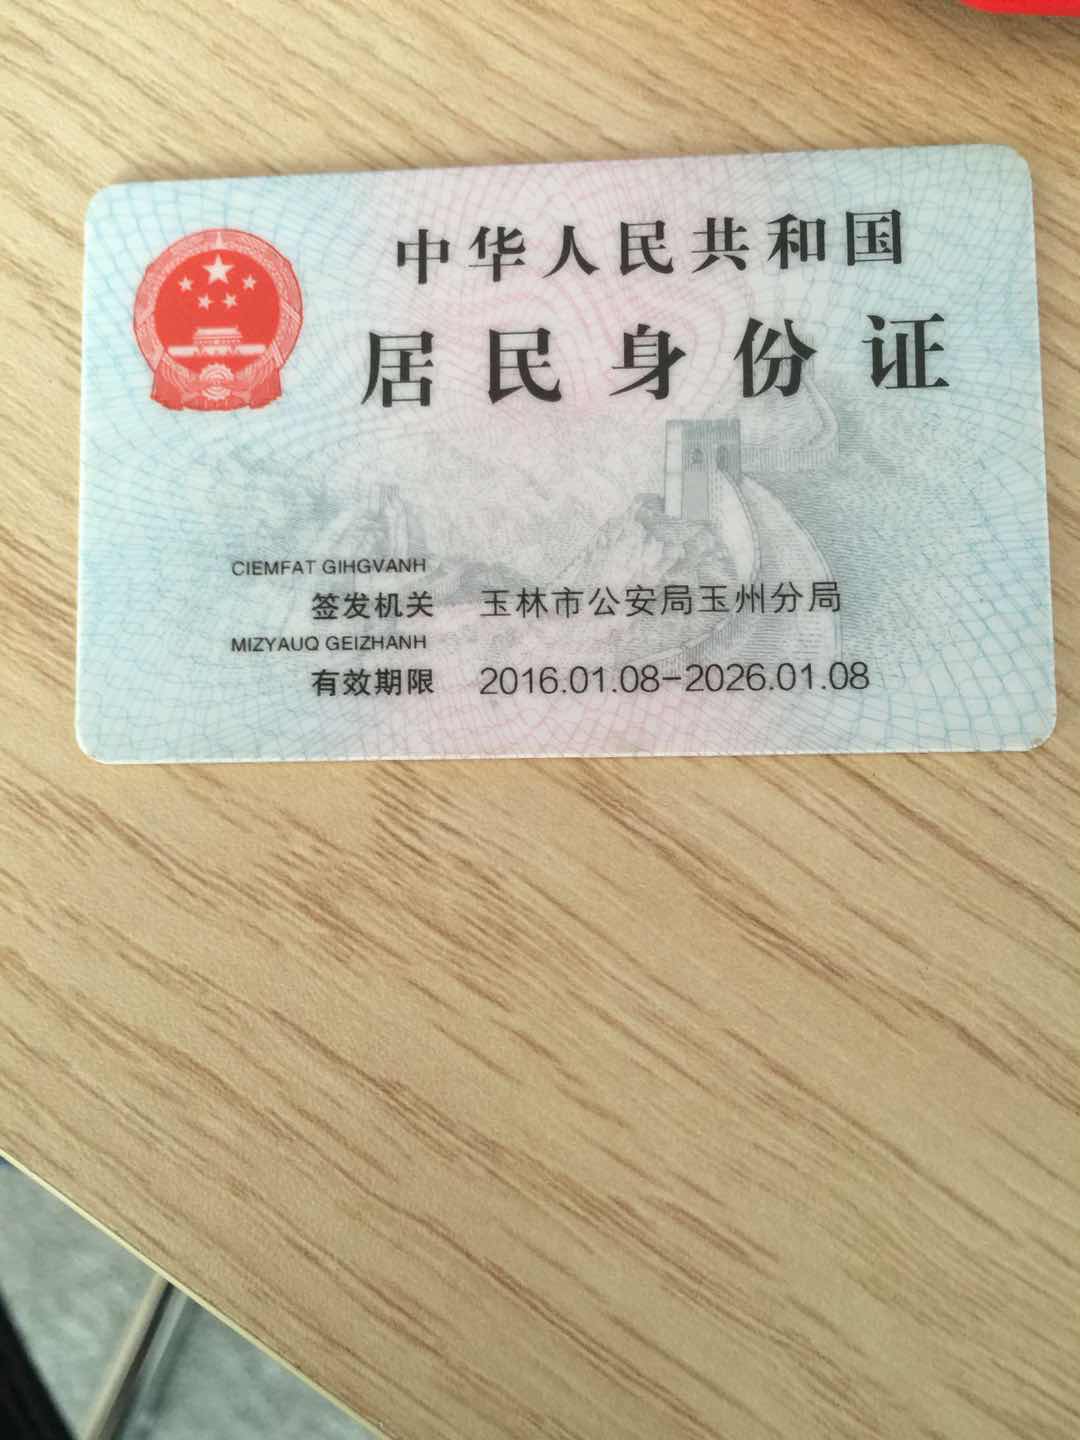 中华人民共和国
居民身份证
CIEMFAT GIHGVANH
签发机关 玉林市公安局玉州分局
MIZYAUQ GEIZHANH
有效期限 2016.01.08-2026.01.08